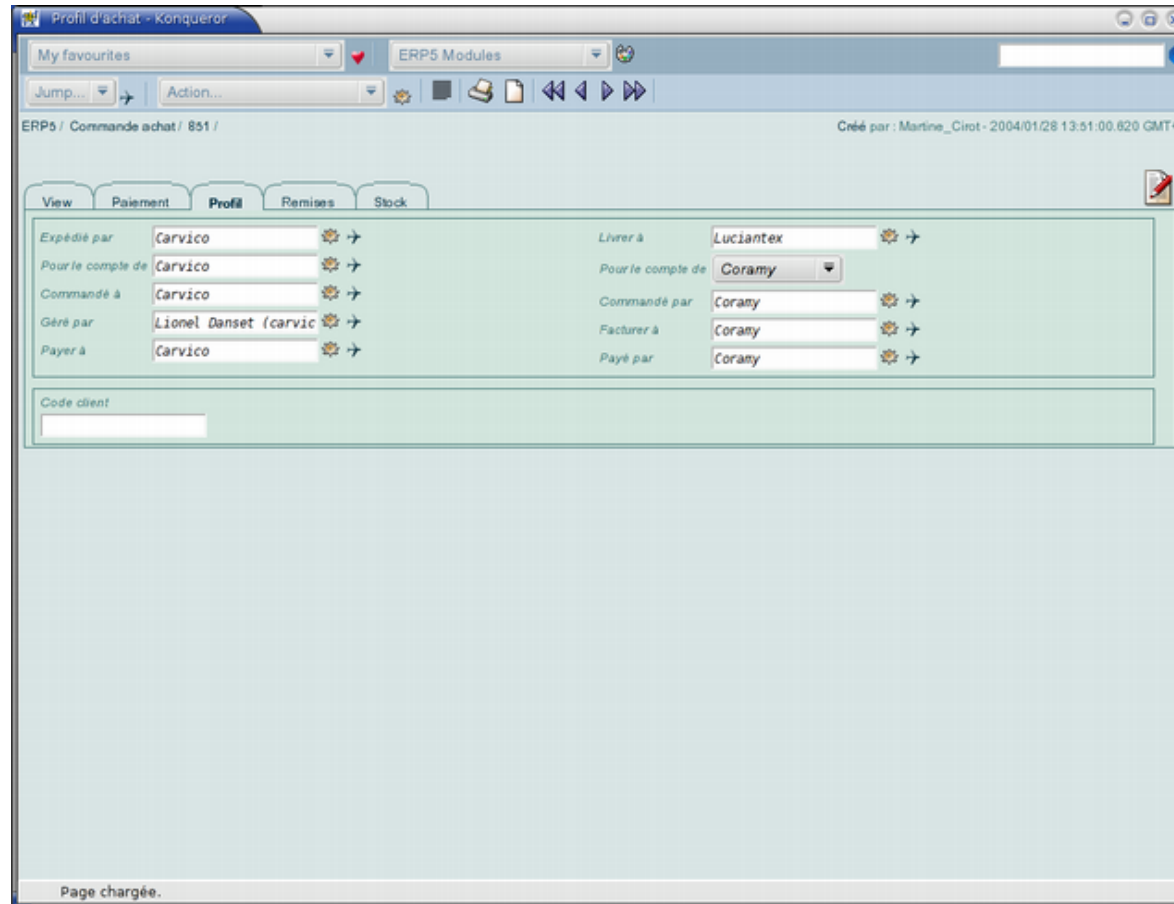 Profil d'achat - Konqueror
My favourites
ERP5 Modules
Jump...
Action...
ERP5 / Commande achat / 851 /
Créé par : Martine_Cirot - 2004/01/28 13:51:00.620 GMT+
View
Paiement
Profil
Remises
Stock
Expédié par Carvico
Livrer à Luciantex
Pour le compte de Carvico
Pour le compte de Coramy
Commandé à Carvico
Commandé par Coramy
Géré par Lionel Danset (carvic
Facturer à Coramy
Payer à Carvico
Payé par Coramy
Code client
Page chargée.